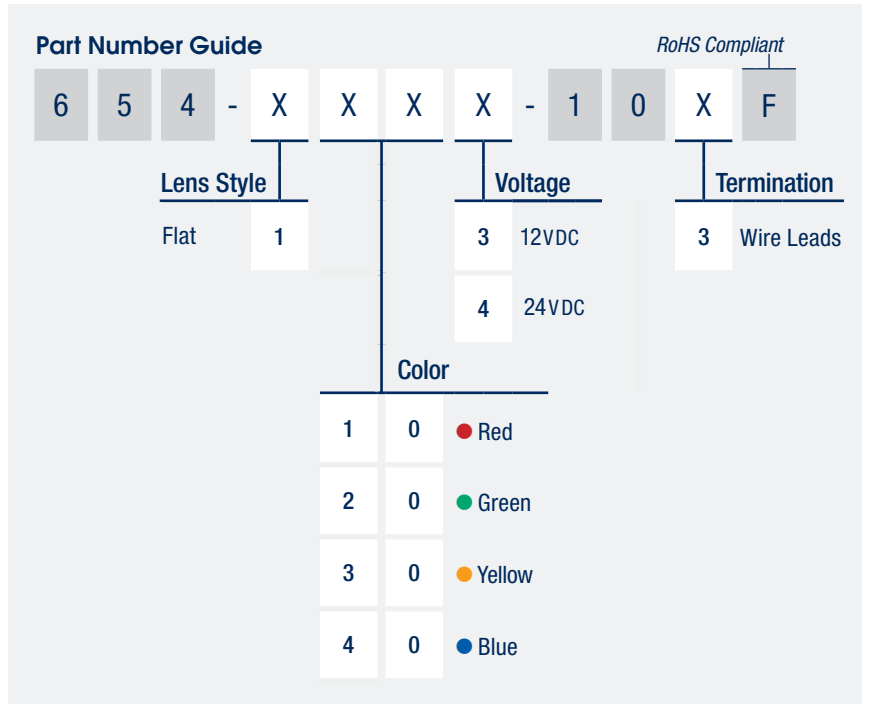 Part Number Guide
RoHS Compliant
6 5 4 - X X X X - 1 0 X F
Lens Style
Voltage
Termination
Flat 1
3 12VDC
3 Wire Leads
4 24VDC
Color
1 0 Red
2 0 Green
3 0 Yellow
4 0 Blue